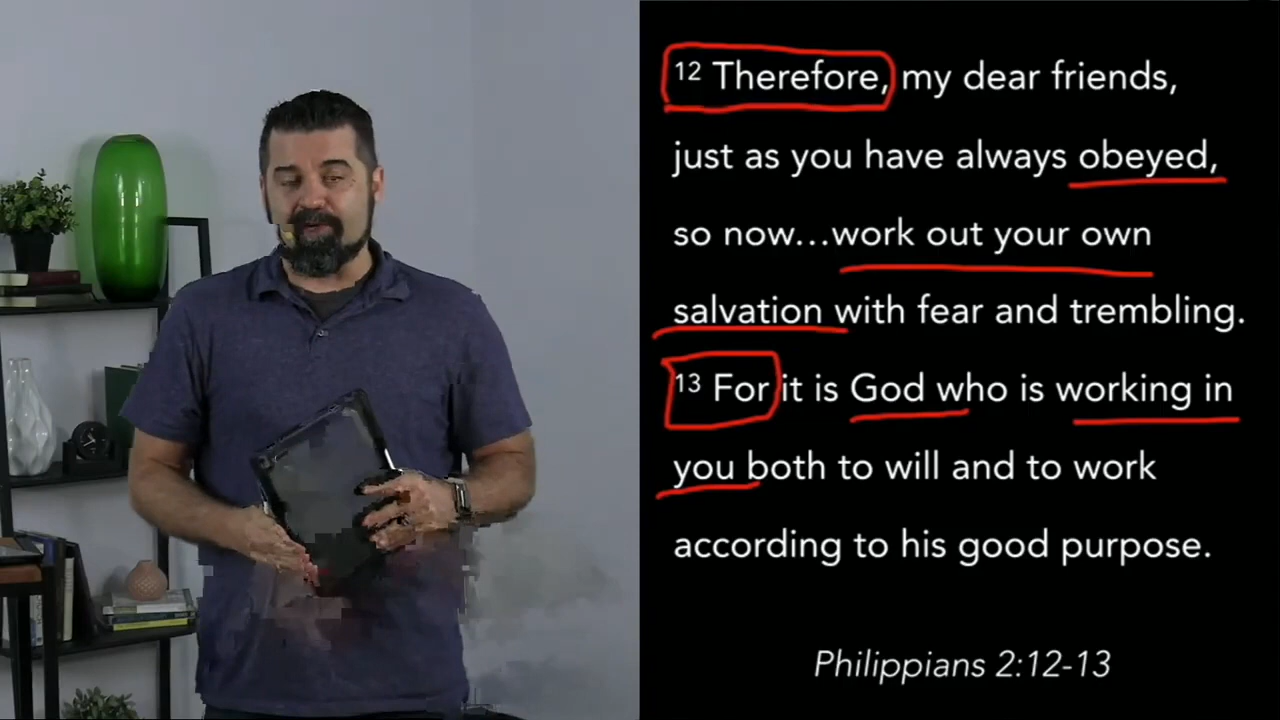 12 Therefore, my dear friends,
just as you have always obeyed,
so now...work out your own
salvation with fear and trembling.
13 For it is God who is working in
you both to will and to work
according to his good purpose.
Philippians 2:12-13